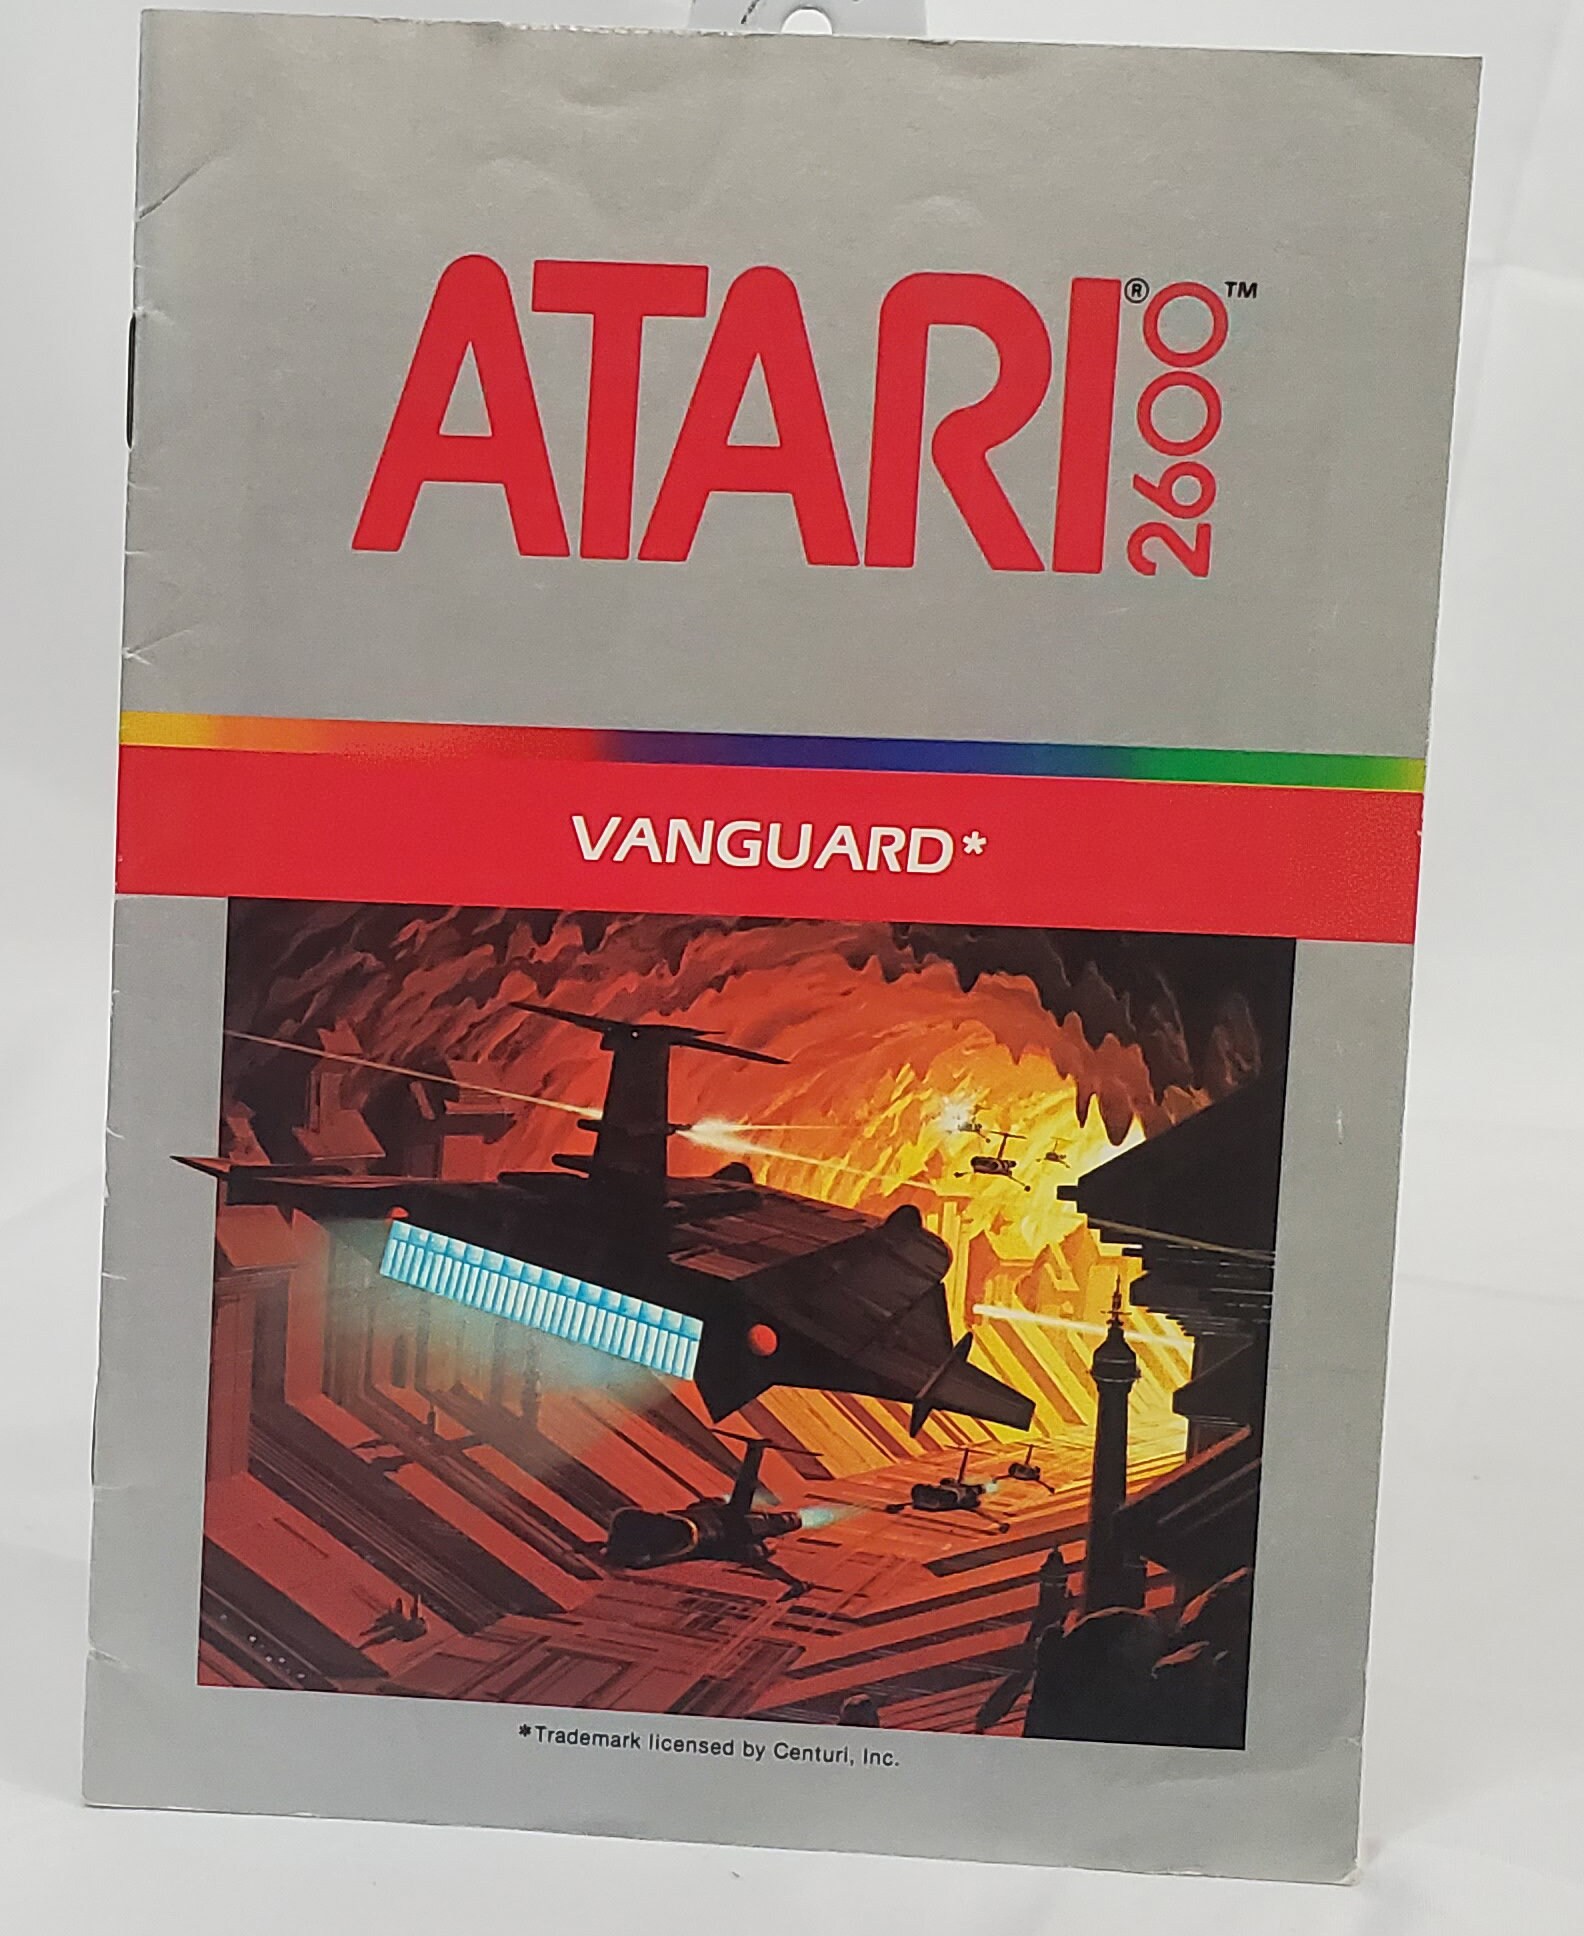 ATARI® 2600™
VANGUARD*
*Trademark licensed by Centuri, Inc.